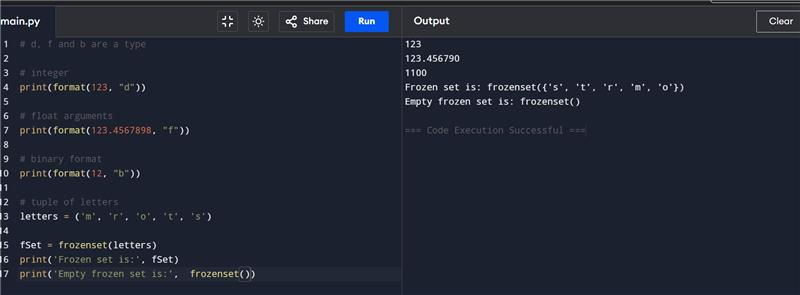 main.py
Share
Run
Output
Clear
1 # d, f and b are a type
2
3 # integer
4 print(format(123, "d"))
5
6 # float arguments
7 print(format(123.4567898, "f"))
8
9 # binary format
10 print(format(12, "b"))
11
12 # tuple of letters
13 letters = ('m', 'r', 'o', 't', 's')
14
15 fSet = frozenset(letters)
16 print('Frozen set is:', fSet)
17 print('Empty frozen set is:',  frozenset())
123
123.456790
1100
Frozen set is: frozenset({'s', 't', 'r', 'm', 'o'})
Empty frozen set is: frozenset()
=== Code Execution Successful ===